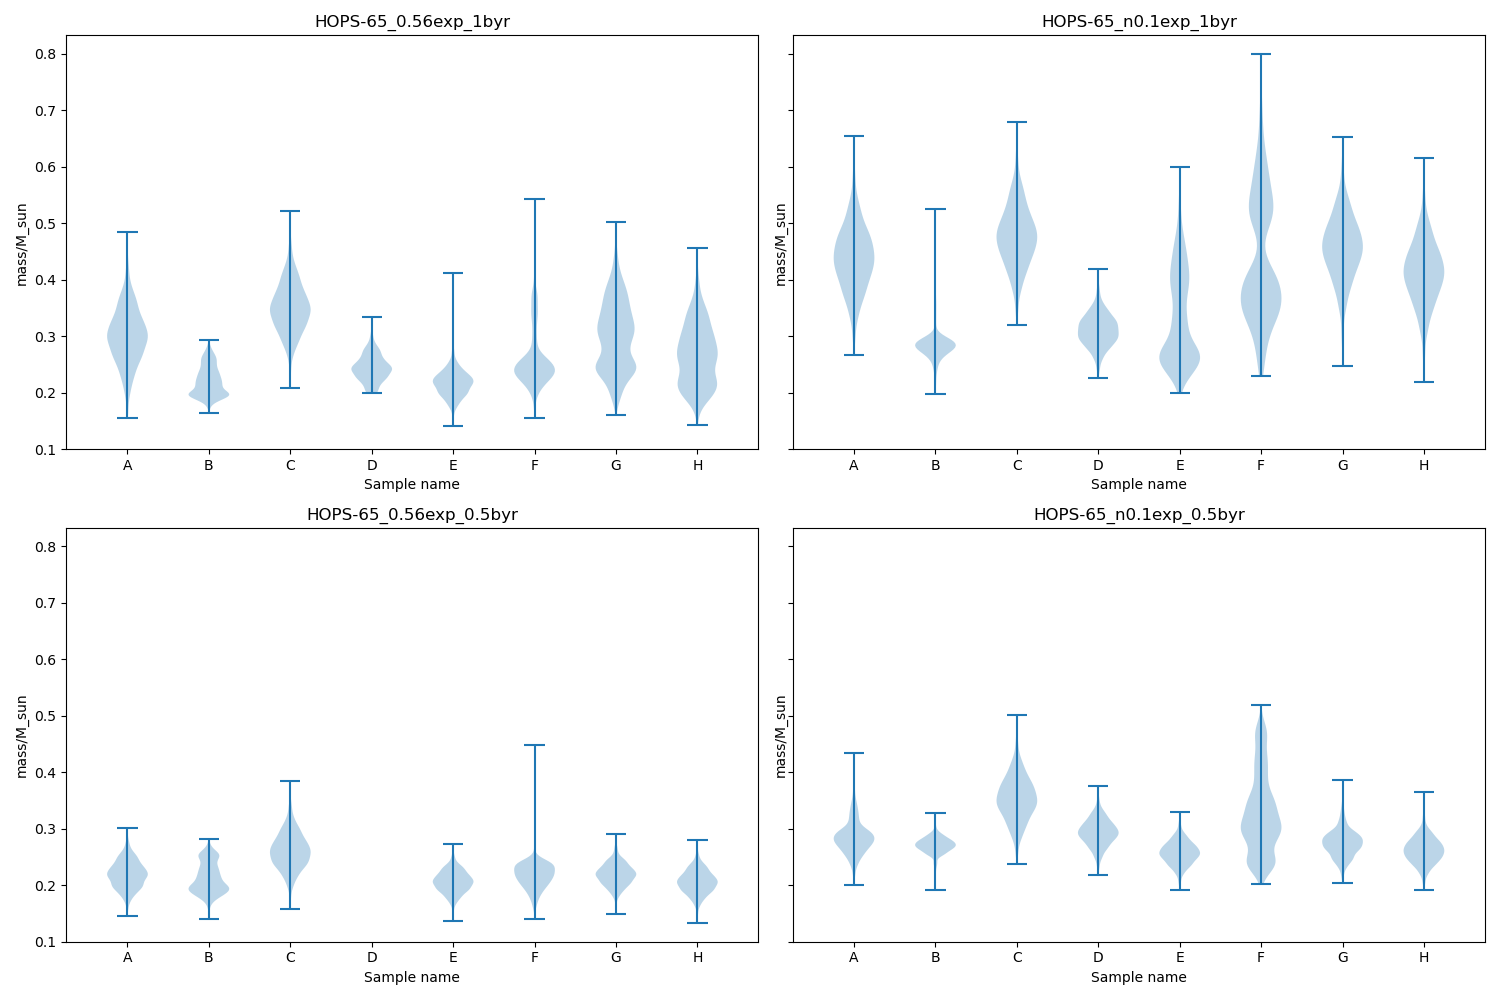 HOPS-65_0.56exp_1byr
mass/M_sun
0.8
0.7
0.6
0.5
0.4
0.3
0.2
0.1
A B C D E F G H
Sample name
HOPS-65_n0.1exp_1byr
mass/M_sun
A B C D E F G H
Sample name
HOPS-65_0.56exp_0.5byr
mass/M_sun
0.8
0.7
0.6
0.5
0.4
0.3
0.2
0.1
A B C D E F G H
Sample name
HOPS-65_n0.1exp_0.5byr
mass/M_sun
A B C D E F G H
Sample name